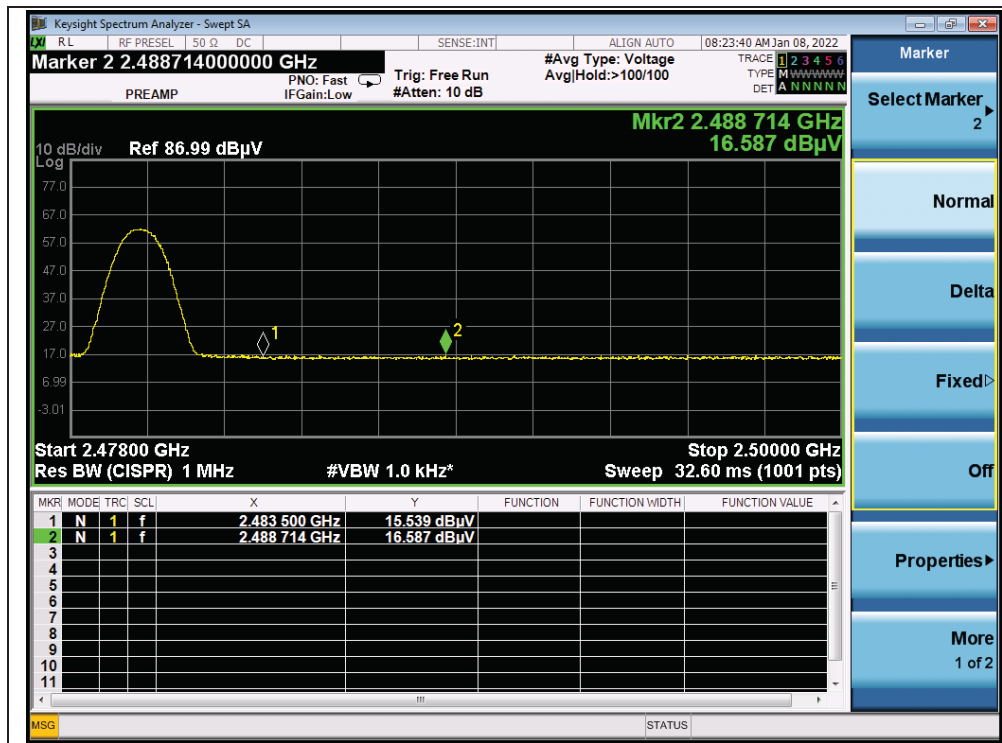 Keysight Spectrum Analyzer - Swept SA
LXI RL RF PRESEL 50 Ω DC SENSE:INT ALIGN AUTO 08:23:40 AM Jan 08, 2022
Marker 2 2.488714000000 GHz
PREAMP
PNO: Fast
IFGain:Low
Trig: Free Run
#Atten: 10 dB
#Avg Type: Voltage
Avg|Hold:>100/100
TRACE 1 2 3 4 5 6
TYPE M WWWWW
DET A N N N N N
Mkr2 2.488 714 GHz
16.587 dBµV
10 dB/div Ref 86.99 dBµV
Log
77.0
67.0
57.0
47.0
37.0
27.0
17.0
6.99
-3.01
1
2
Start 2.47800 GHz Stop 2.50000 GHz
Res BW (CISPR) 1 MHz #VBW 1.0 kHz* Sweep 32.60 ms (1001 pts)
MKR MODE TRC SCL X Y FUNCTION FUNCTION WIDTH FUNCTION VALUE
1 N 1 f 2.483 500 GHz 15.539 dBµV
2 N 1 f 2.488 714 GHz 16.587 dBµV
3
4
5
6
7
8
9
10
11
MSG STATUS
Marker
Select Marker
2
Normal
Delta
Fixed
Off
Properties
More
1 of 2